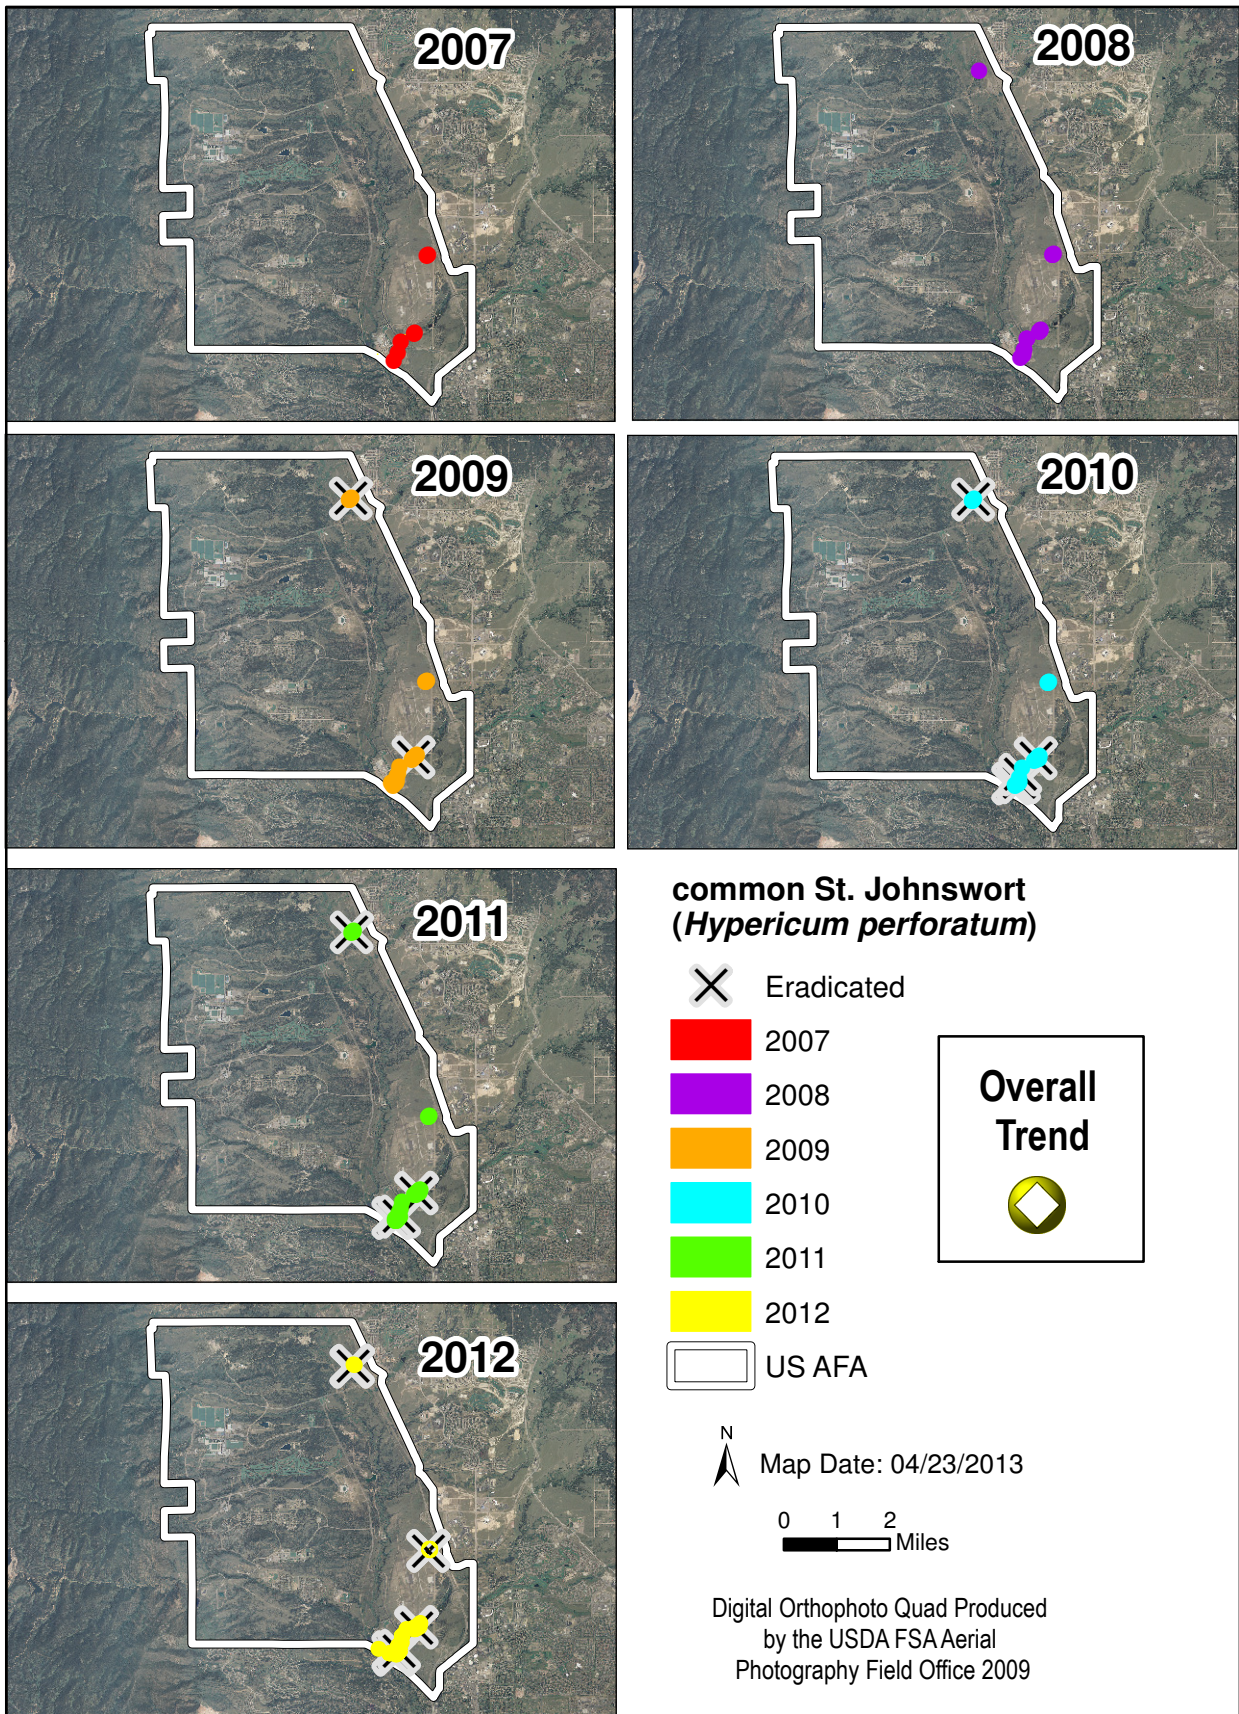 2007
2008
2009
2010
2011
2012
common St. Johnswort
(Hypericum perforatum)
Eradicated
2007
2008
2009
2010
2011
2012
US AFA
Overall
Trend
N
Map Date: 04/23/2013
0 1 2
Miles
Digital Orthophoto Quad Produced
by the USDA FSA Aerial
Photography Field Office 2009